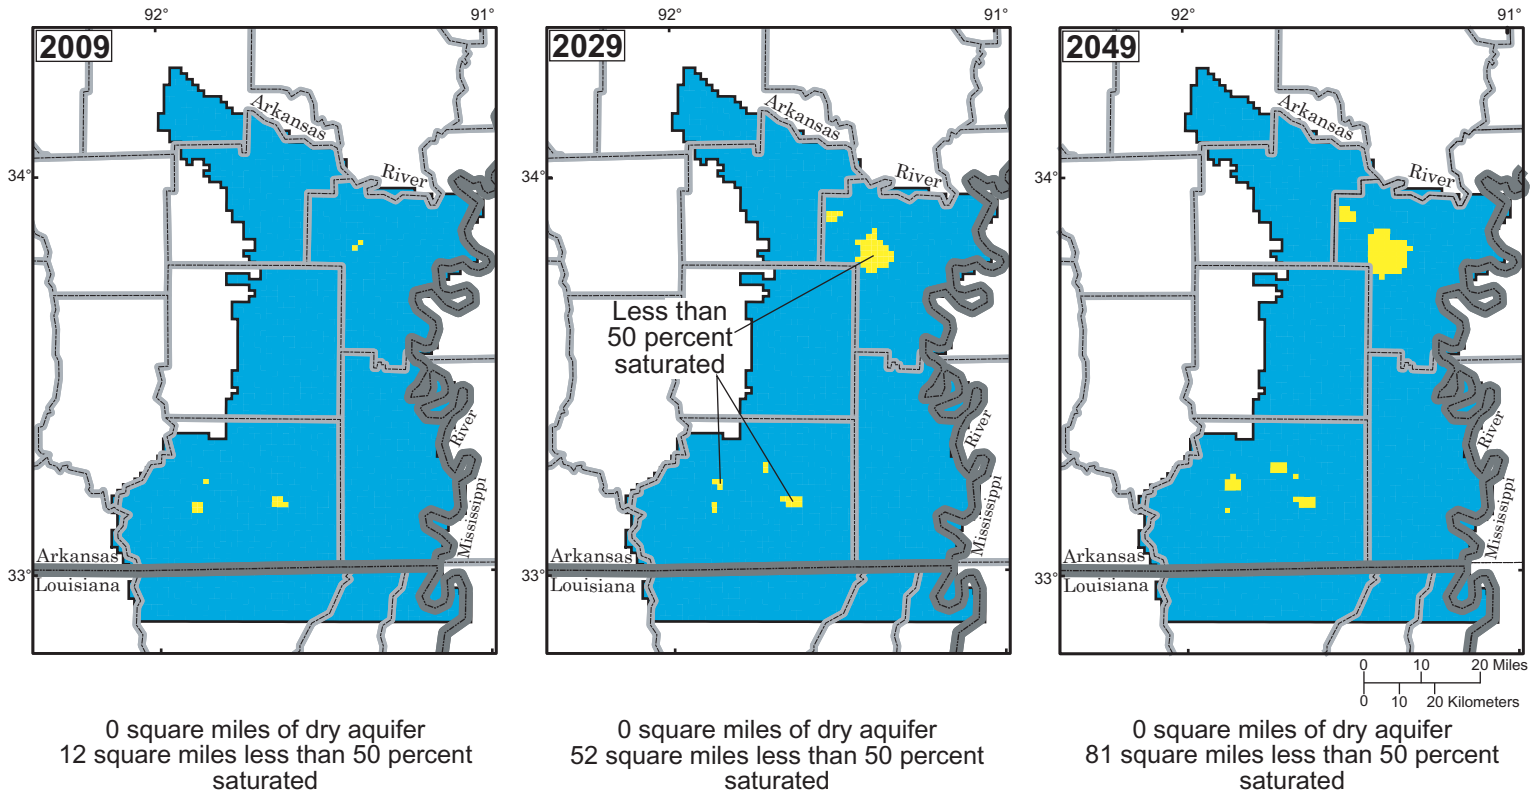 92°
91°
2009
Arkansas
River
34°
River
Mississippi
Arkansas
33°
Louisiana
0 square miles of dry aquifer
12 square miles less than 50 percent
saturated
92°
91°
2029
Arkansas
River
34°
Less than
50 percent
saturated
River
Mississippi
Arkansas
33°
Louisiana
0 square miles of dry aquifer
52 square miles less than 50 percent
saturated
92°
91°
2049
Arkansas
River
34°
River
Mississippi
Arkansas
33°
Louisiana
0 10 20 Miles
0 10 20 Kilometers
0 square miles of dry aquifer
81 square miles less than 50 percent
saturated